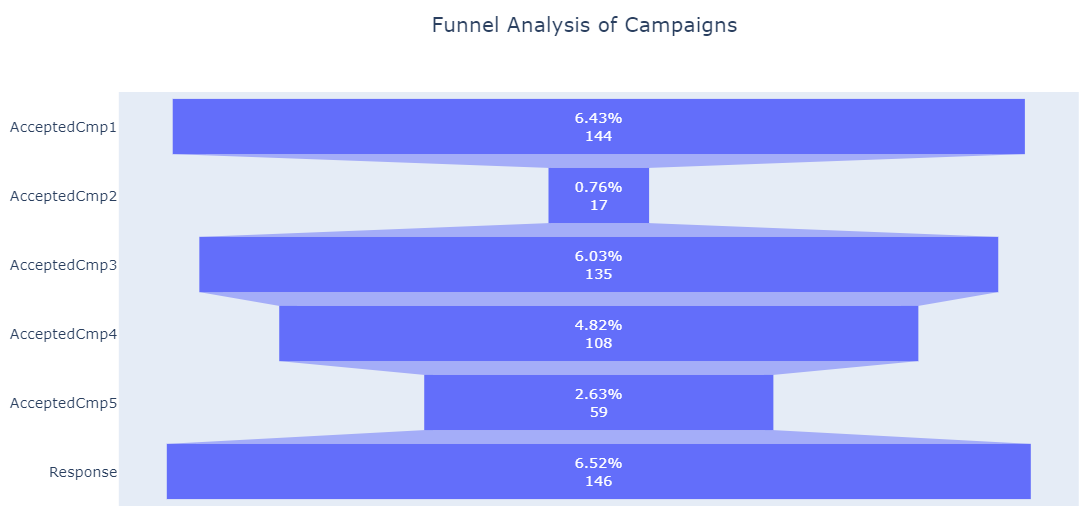 Funnel Analysis of Campaigns
AcceptedCmp1
6.43%
144
AcceptedCmp2
0.76%
17
AcceptedCmp3
6.03%
135
AcceptedCmp4
4.82%
108
AcceptedCmp5
2.63%
59
Response
6.52%
146